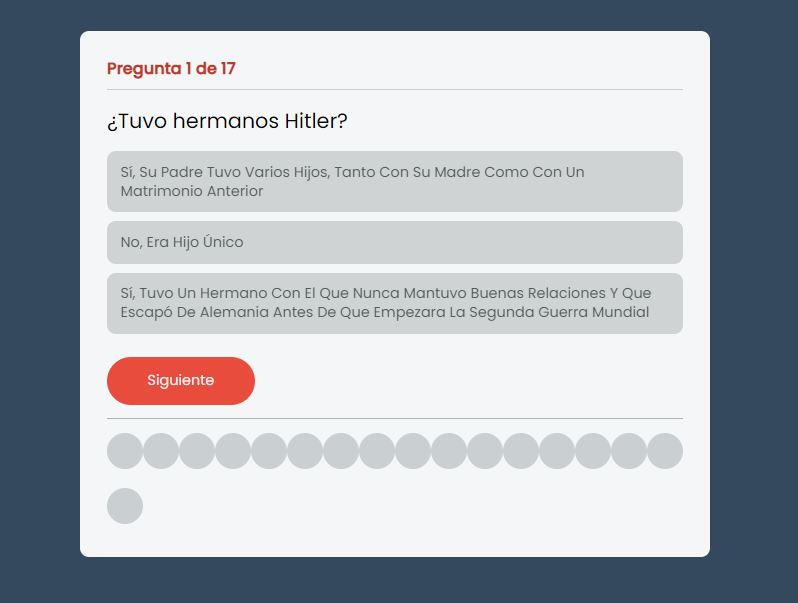 Pregunta 1 de 17
¿Tuvo hermanos Hitler?
Sí, Su Padre Tuvo Varios Hijos, Tanto Con Su Madre Como Con Un
Matrimonio Anterior
No, Era Hijo Único
Sí, Tuvo Un Hermano Con El Que Nunca Mantuvo Buenas Relaciones Y Que
Escapó De Alemania Antes De Que Empezara La Segunda Guerra Mundial
Siguiente